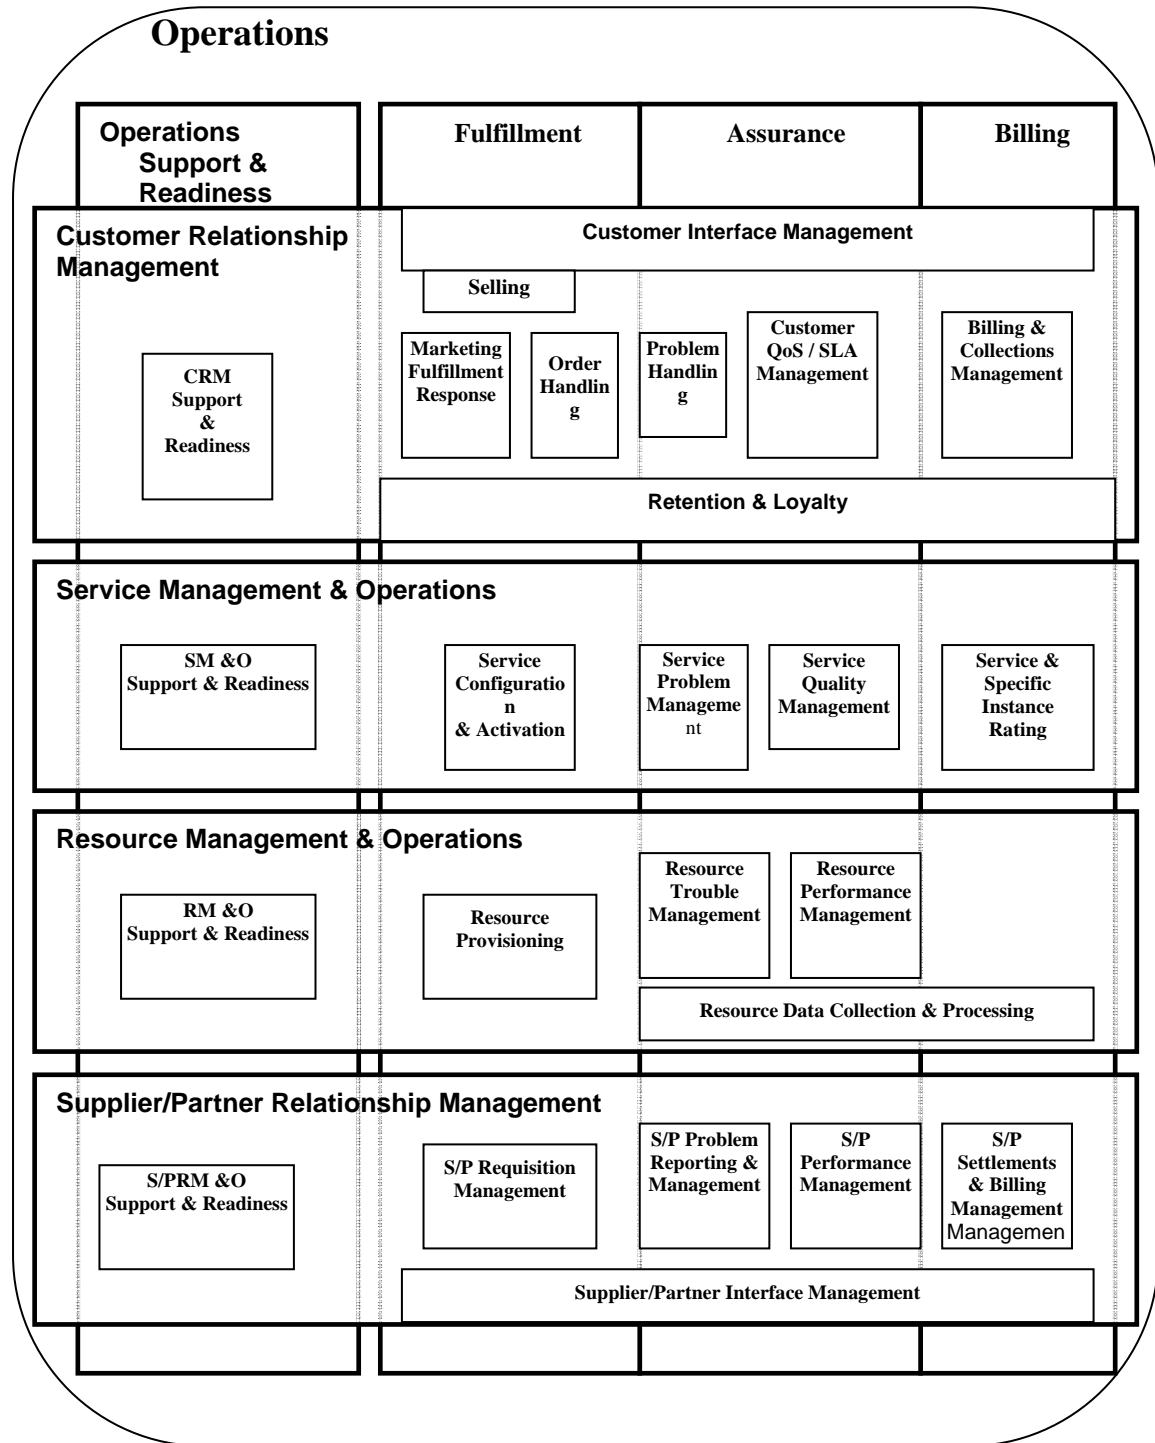 Operations
Operations
Support &
Readiness
Fulfillment
Assurance
Billing
Customer Relationship
Management
Customer Interface Management
Selling
CRM
Support
&
Readiness
Marketing
Fulfillment
Response
Order
Handlin
g
Problem
Handlin
g
Customer
QoS / SLA
Management
Billing &
Collections
Management
Retention & Loyalty
Service Management & Operations
SM &O
Support & Readiness
Service
Configuratio
n
& Activation
Service
Problem
Manageme
nt
Service
Quality
Management
Service &
Specific
Instance
Rating
Resource Management & Operations
RM &O
Support & Readiness
Resource
Provisioning
Resource
Trouble
Management
Resource
Performance
Management
Resource Data Collection & Processing
Supplier/Partner Relationship Management
S/PRM &O
Support & Readiness
S/P Requisition
Management
S/P Problem
Reporting &
Management
S/P
Performance
Management
S/P
Settlements
& Billing
Management
Managemen
Supplier/Partner Interface Management